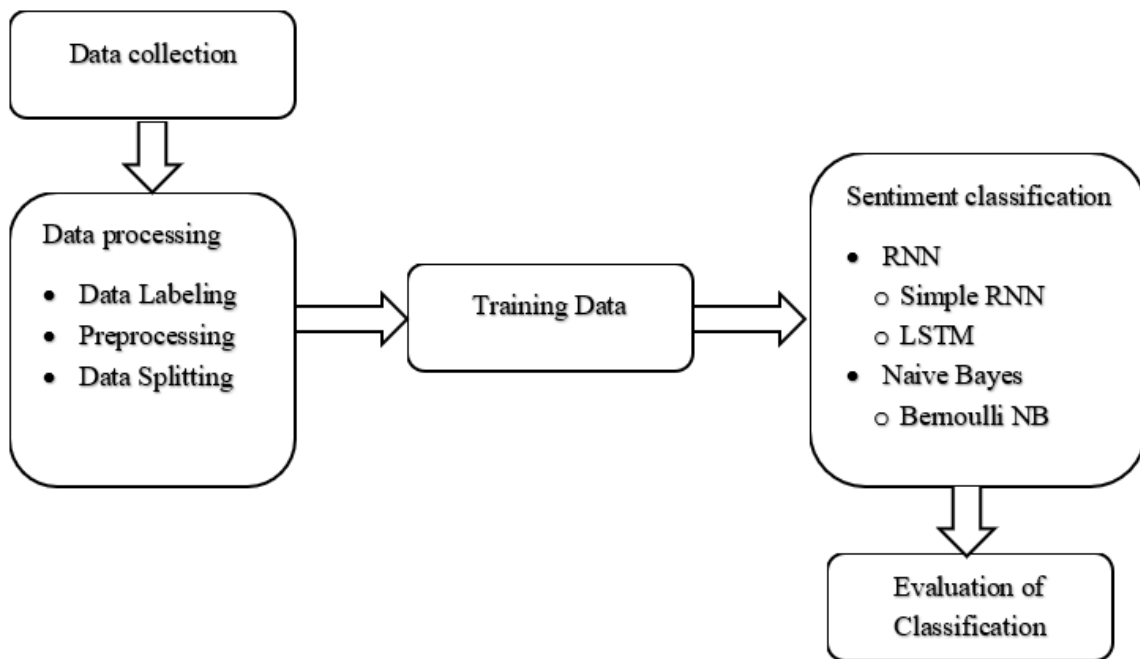 Data collection
Data processing
• Data Labeling
• Preprocessing
• Data Splitting
Training Data
Sentiment classification
• RNN
o Simple RNN
o LSTM
• Naive Bayes
o Bernoulli NB
Evaluation of
Classification